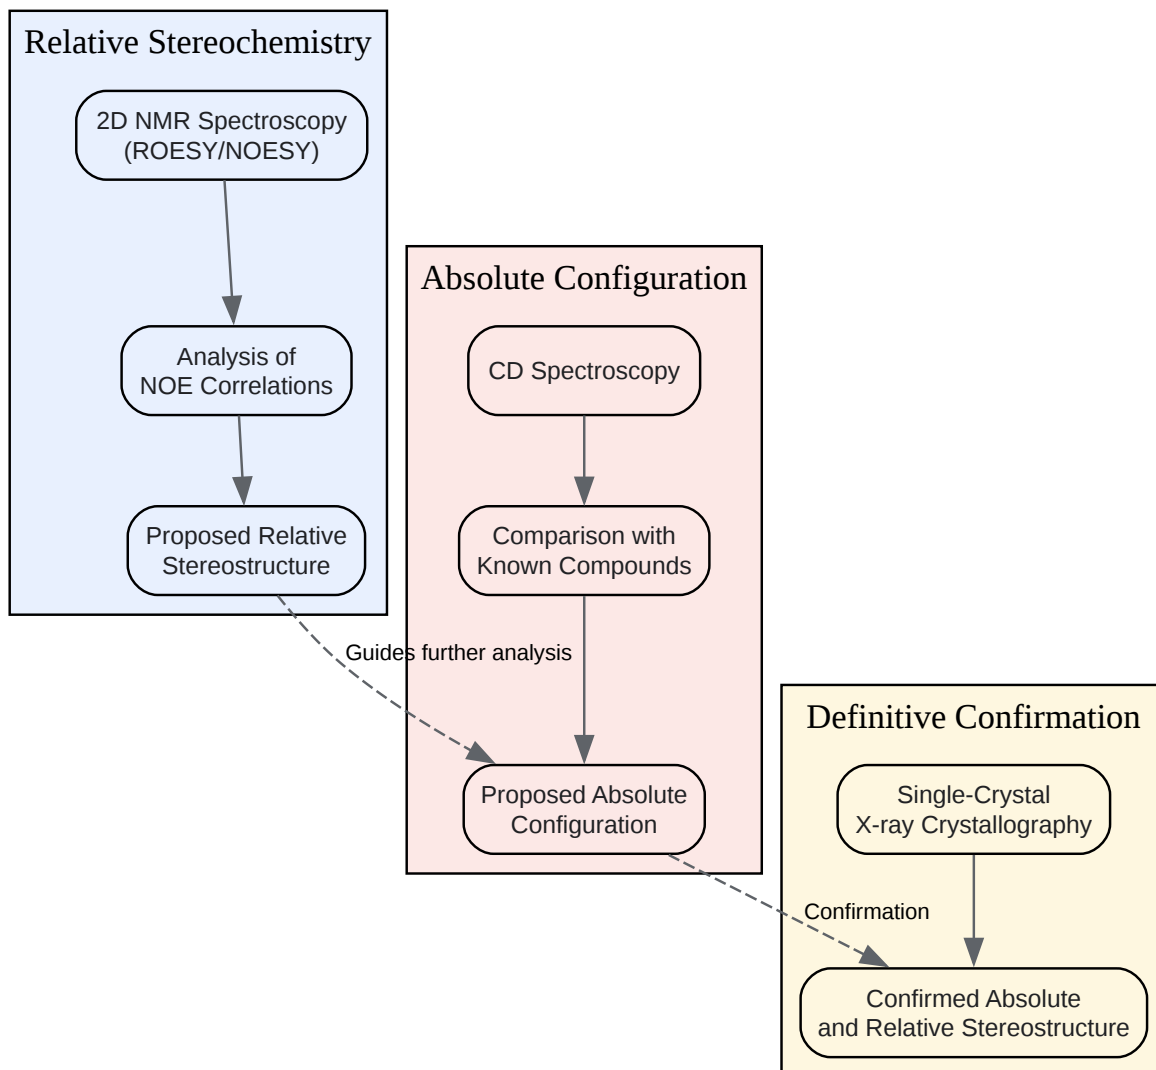 Relative Stereochemistry
2D NMR Spectroscopy
(ROESY/NOESY)
Analysis of
NOE Correlations
Proposed Relative
Stereostructure
Guides further analysis
Absolute Configuration
CD Spectroscopy
Comparison with
Known Compounds
Proposed Absolute
Configuration
Confirmation
Definitive Confirmation
Single-Crystal
X-ray Crystallography
Confirmed Absolute
and Relative Stereostructure